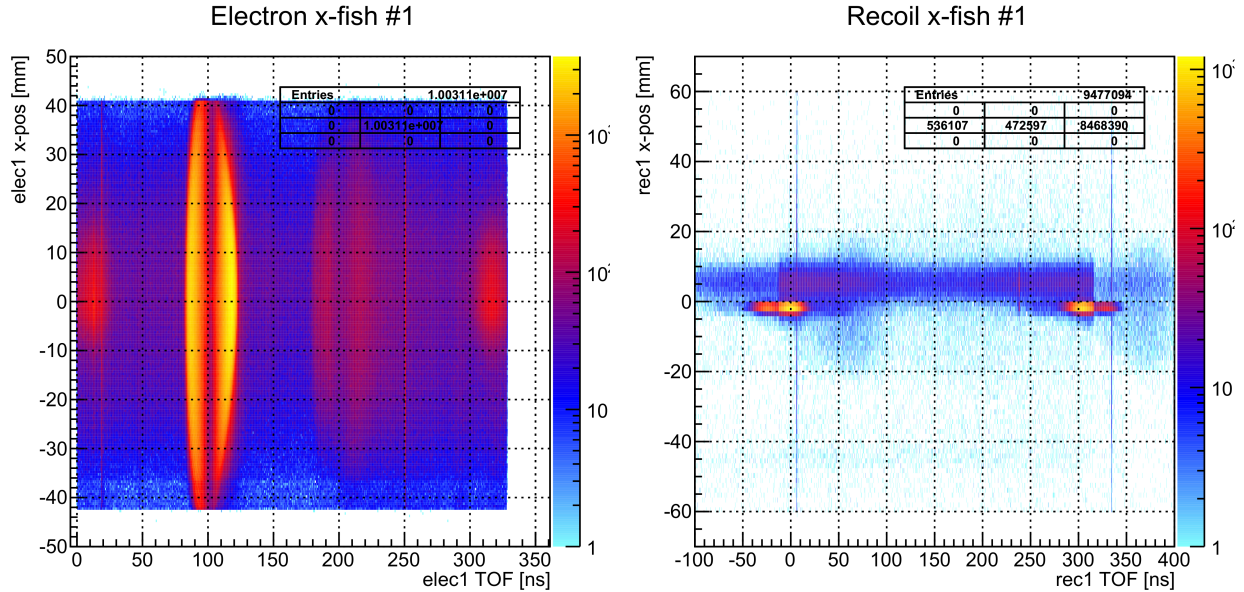 Electron x-fish #1
elec1 x-pos [mm]
50
40
30
20
10
0
-10
-20
-30
-40
-50
Entries 1.00311e+007
0 0 0
0 1.00311e+007 0
0 0 0
0 50 100 150 200 250 300 350
elec1 TOF [ns]
10
10²
10
1
Recoil x-fish #1
rec1 x-pos [mm]
60
40
20
0
-20
-40
-60
Entries 9477094
0 0 0
536107 472597 8468390
0 0 0
-100 -50 0 50 100 150 200 250 300 350 400
rec1 TOF [ns]
10³
10²
10
1